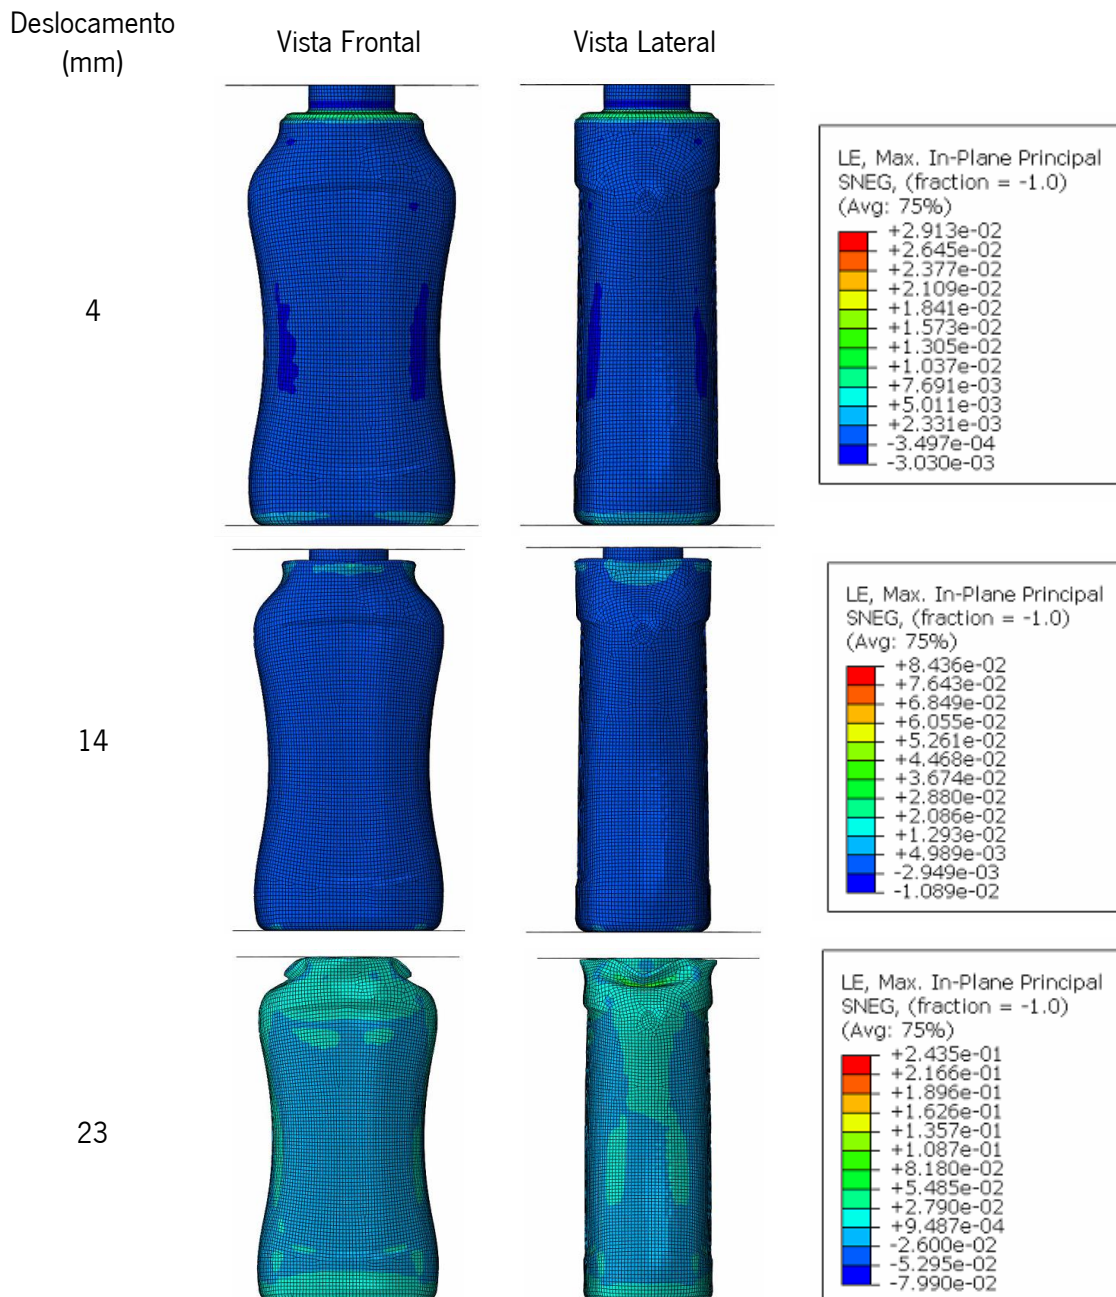 Deslocamento
(mm)
Vista Frontal
Vista Lateral
4
LE, Max. In-Plane Principal
SNEG, (fraction = -1.0)
(Avg: 75%)
+2.913e-02
+2.645e-02
+2.377e-02
+2.109e-02
+1.841e-02
+1.573e-02
+1.305e-02
+1.037e-02
+7.691e-03
+5.011e-03
+2.331e-03
-3.497e-04
-3.030e-03
14
LE, Max. In-Plane Principal
SNEG, (fraction = -1.0)
(Avg: 75%)
+8.436e-02
+7.643e-02
+6.849e-02
+6.055e-02
+5.261e-02
+4.468e-02
+3.674e-02
+2.880e-02
+2.086e-02
+1.293e-02
+4.989e-03
-2.949e-03
-1.089e-02
23
LE, Max. In-Plane Principal
SNEG, (fraction = -1.0)
(Avg: 75%)
+2.435e-01
+2.166e-01
+1.896e-01
+1.626e-01
+1.357e-01
+1.087e-01
+8.180e-02
+5.485e-02
+2.790e-02
+9.487e-04
-2.600e-02
-5.295e-02
-7.990e-02